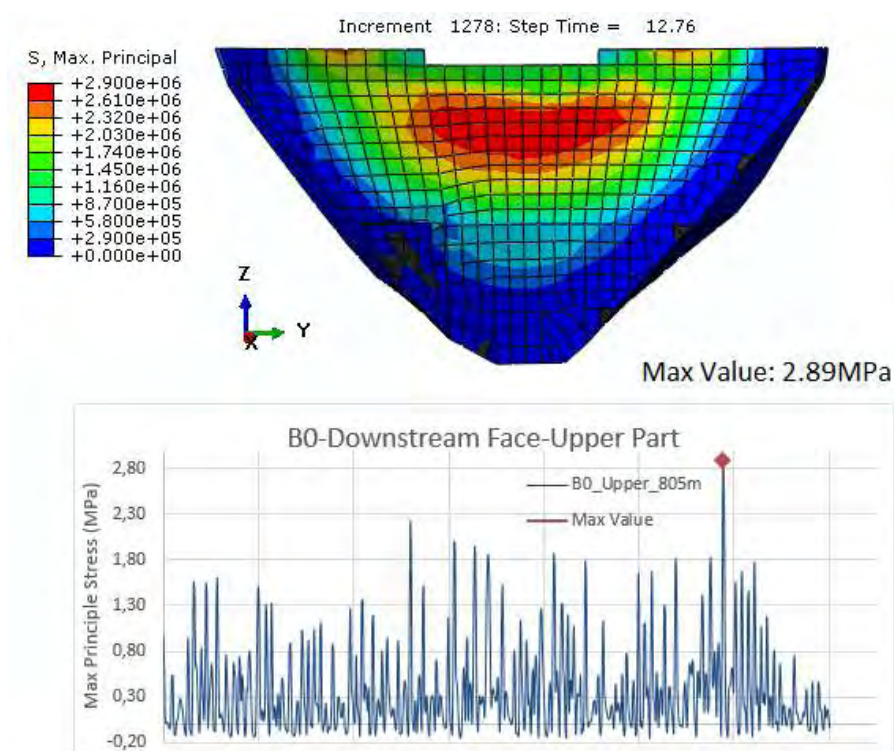 Increment 1278: Step Time = 12.76
S, Max. Principal
+2.900e+06
+2.610e+06
+2.320e+06
+2.030e+06
+1.740e+06
+1.450e+06
+1.160e+06
+8.700e+05
+5.800e+05
+2.900e+05
+0.000e+00
Z
Y
X
Max Value: 2.89MPa
B0-Downstream Face-Upper Part
Max Principle Stress (MPa)
2,80
2,30
1,80
1,30
0,80
0,30
-0,20
B0_Upper_805m
Max Value